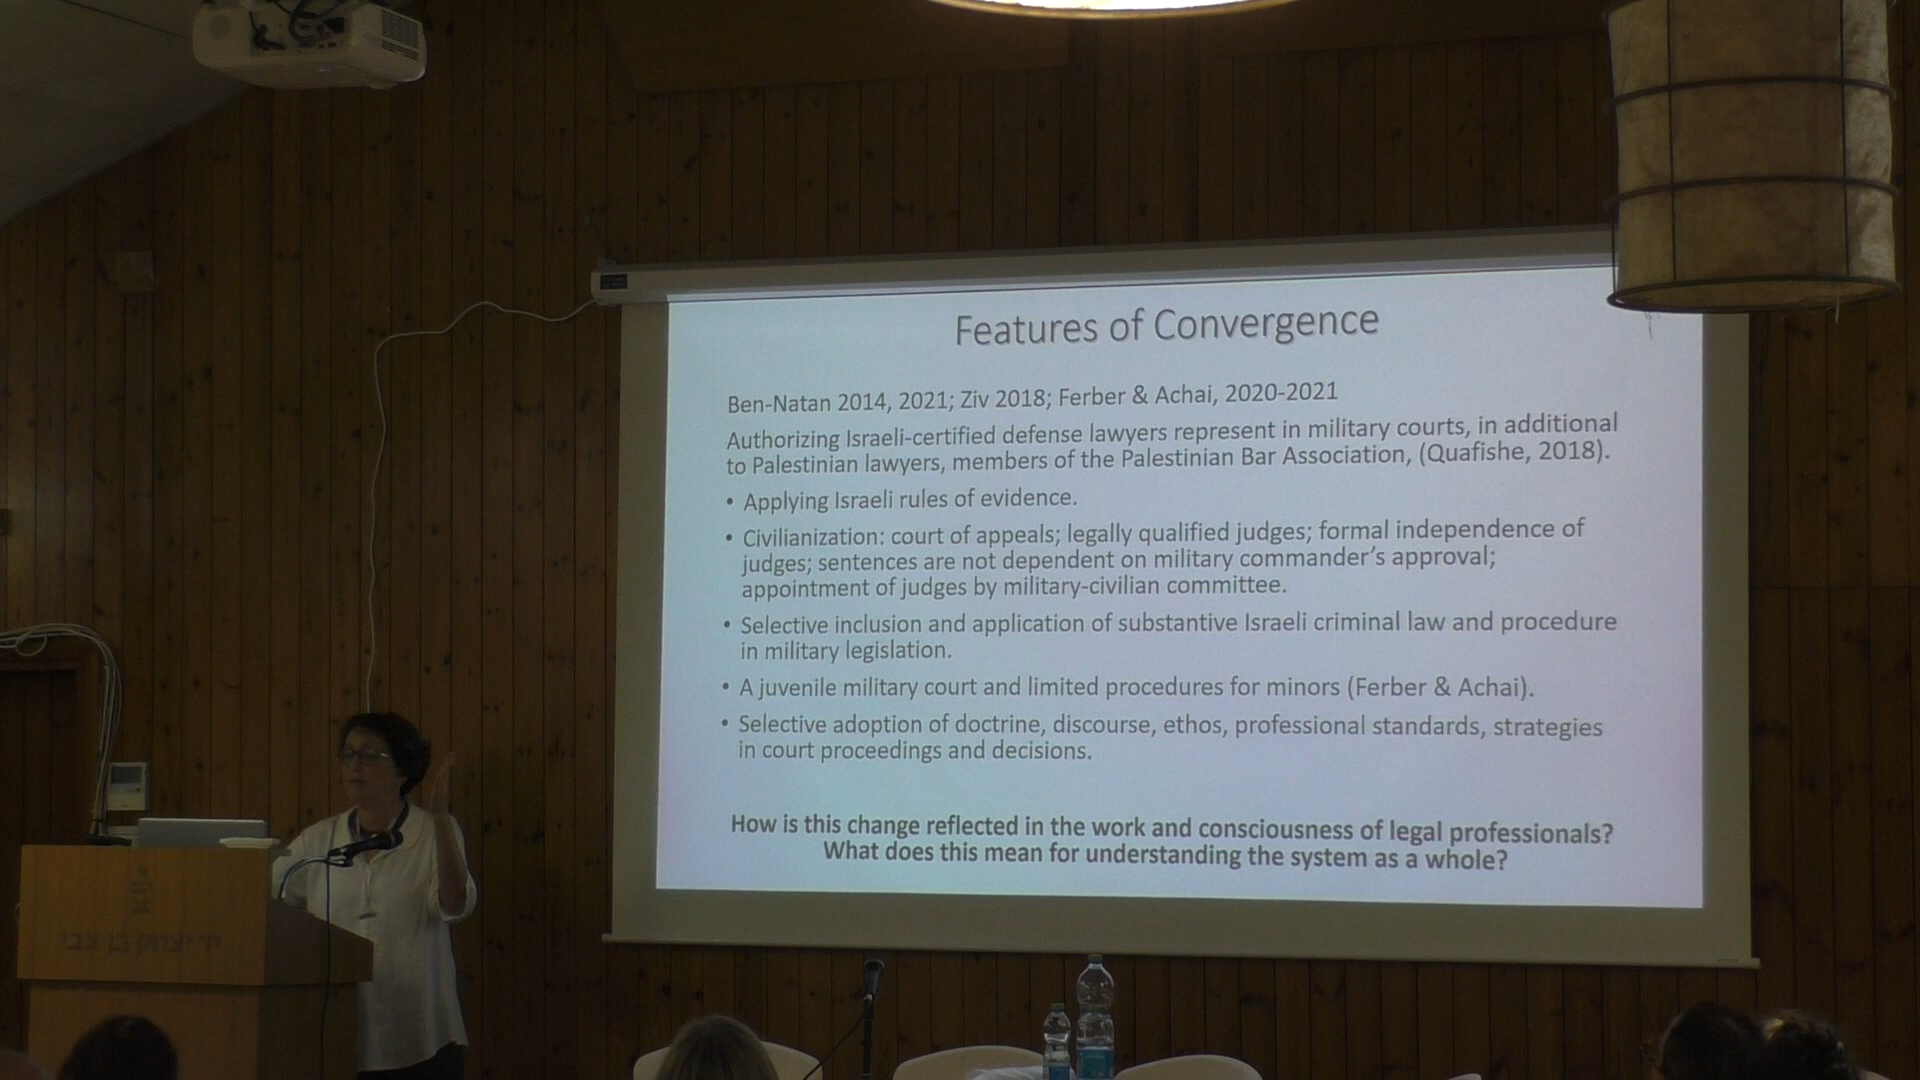 Features of Convergence
Ben-Natan 2014, 2021; Ziv 2018; Ferber & Achai, 2020-2021
Authorizing Israeli-certified defense lawyers represent in military courts, in additional
to Palestinian lawyers, members of the Palestinian Bar Association, (Quafishe, 2018).
• Applying Israeli rules of evidence.
• Civilianization: court of appeals; legally qualified judges; formal independence of
judges; sentences are not dependent on military commander's approval;
appointment of judges by military-civilian committee.
• Selective inclusion and application of substantive Israeli criminal law and procedure
in military legislation.
• A juvenile military court and limited procedures for minors (Ferber & Achai).
• Selective adoption of doctrine, discourse, ethos, professional standards, strategies
in court proceedings and decisions.
How is this change reflected in the work and consciousness of legal professionals?
What does this mean for understanding the system as a whole?
יד יצחק בן צבי